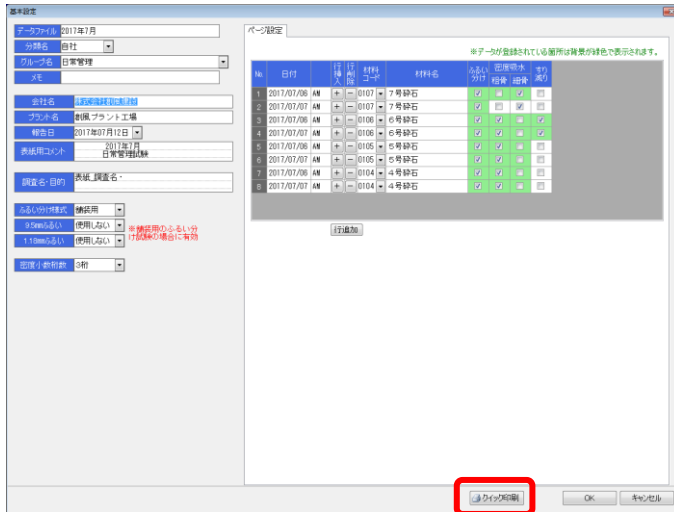 基本設定
データファイル 2017年7月
分類名 自社
グループ名 日常管理
メモ
会社名 株式会社創風建設
プラント名 創風プラント工場
報告日 2017年07月12日
表紙用コメント 2017年7月
日常管理試験
調査名・目的 表紙_調査名・
ふるい分け様式 舗装用
9.5mmふるい 使用しない
1.18mmふるい 使用しない
※舗装用のふるい分
け試験の場合に有効
密度小数桁数 3桁
ページ設定
※データが登録されている箇所は背景が緑色で表示されます。
No. 日付 行挿入 行削除 材料コード 材料名 ふるい分け 密度吸水 粗骨 細骨 すり減り
1 2017/07/06 AM + - 0107 7号砕石
2 2017/07/07 AM + - 0107 7号砕石
3 2017/07/06 AM + - 0106 6号砕石
4 2017/07/07 AM + - 0106 6号砕石
5 2017/07/06 AM + - 0105 5号砕石
6 2017/07/07 AM + - 0105 5号砕石
7 2017/07/06 AM + - 0104 4号砕石
8 2017/07/07 AM + - 0104 4号砕石
行追加
クイック印刷 OK キャンセル